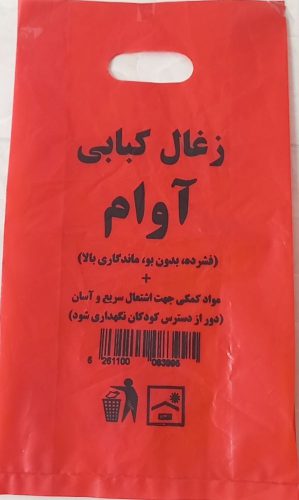 زغال کبابی
آوام
(فشرده، بدون بو، ماندگاری بالا)
+
مواد کمکی جهت اشتعال سریع و آسان
(دور از دسترس کودکان نگهداری شود)
6 261100 083995